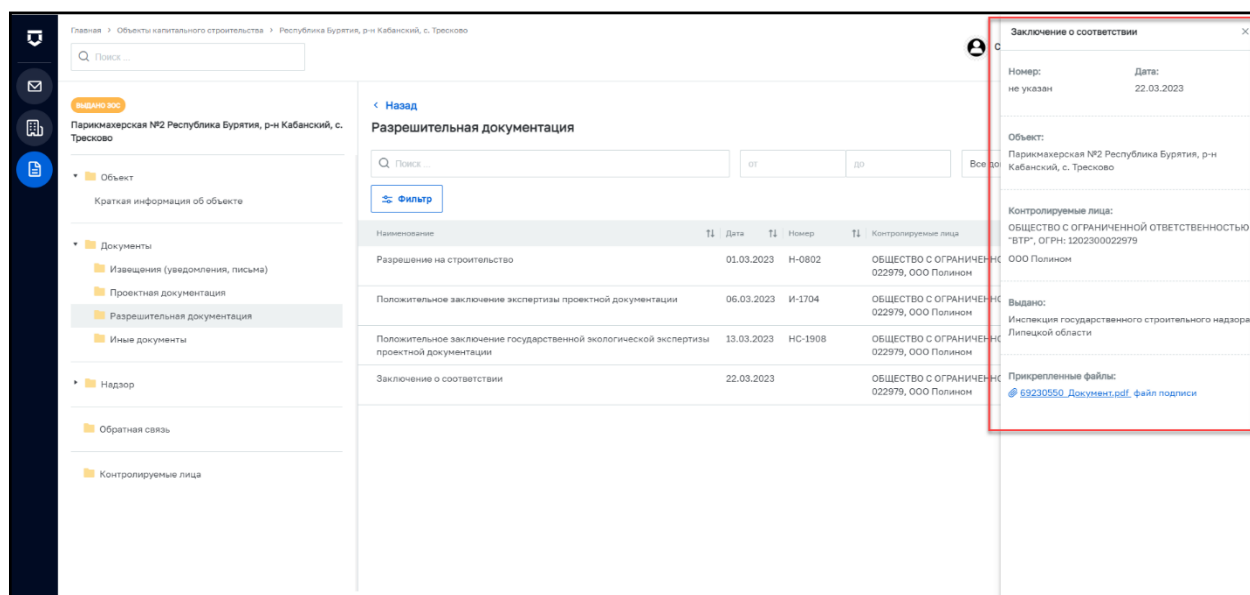 Главная > Объекты капитального строительства > Республика Бурятия, р-н Кабанский, с. Тресково
Поиск ...
С
ВЫДАНО ЗОС
Парикмахерская №2 Республика Бурятия, р-н Кабанский, с.
Тресково
Объект
Краткая информация об объекте
Документы
Извещения (уведомления, письма)
Проектная документация
Разрешительная документация
Иные документы
Надзор
Обратная связь
Контролируемые лица
< Назад
Разрешительная документация
Поиск ... от до Все до
Фильтр
Наименование Дата Номер Контролируемые лица
Разрешение на строительство 01.03.2023 Н-0802 ОБЩЕСТВО С ОГРАНИЧЕННО
022979, ООО Полином
Положительное заключение экспертизы проектной документации 06.03.2023 И-1704 ОБЩЕСТВО С ОГРАНИЧЕННО
022979, ООО Полином
Положительное заключение государственной экологической экспертизы 13.03.2023 НС-1908 ОБЩЕСТВО С ОГРАНИЧЕННО
проектной документации 022979, ООО Полином
Заключение о соответствии 22.03.2023 ОБЩЕСТВО С ОГРАНИЧЕННО
022979, ООО Полином
Заключение о соответствии
Номер: Дата:
не указан 22.03.2023
Объект:
Парикмахерская №2 Республика Бурятия, р-н
Кабанский, с. Тресково
Контролируемые лица:
ОБЩЕСТВО С ОГРАНИЧЕННОЙ ОТВЕТСТВЕННОСТЬЮ
"ВТР", ОГРН: 1202300022979
ООО Полином
Выдано:
Инспекция государственного строительного надзора
Липецкой области
Прикрепленные файлы:
69230550_Документ.pdf файл подписи